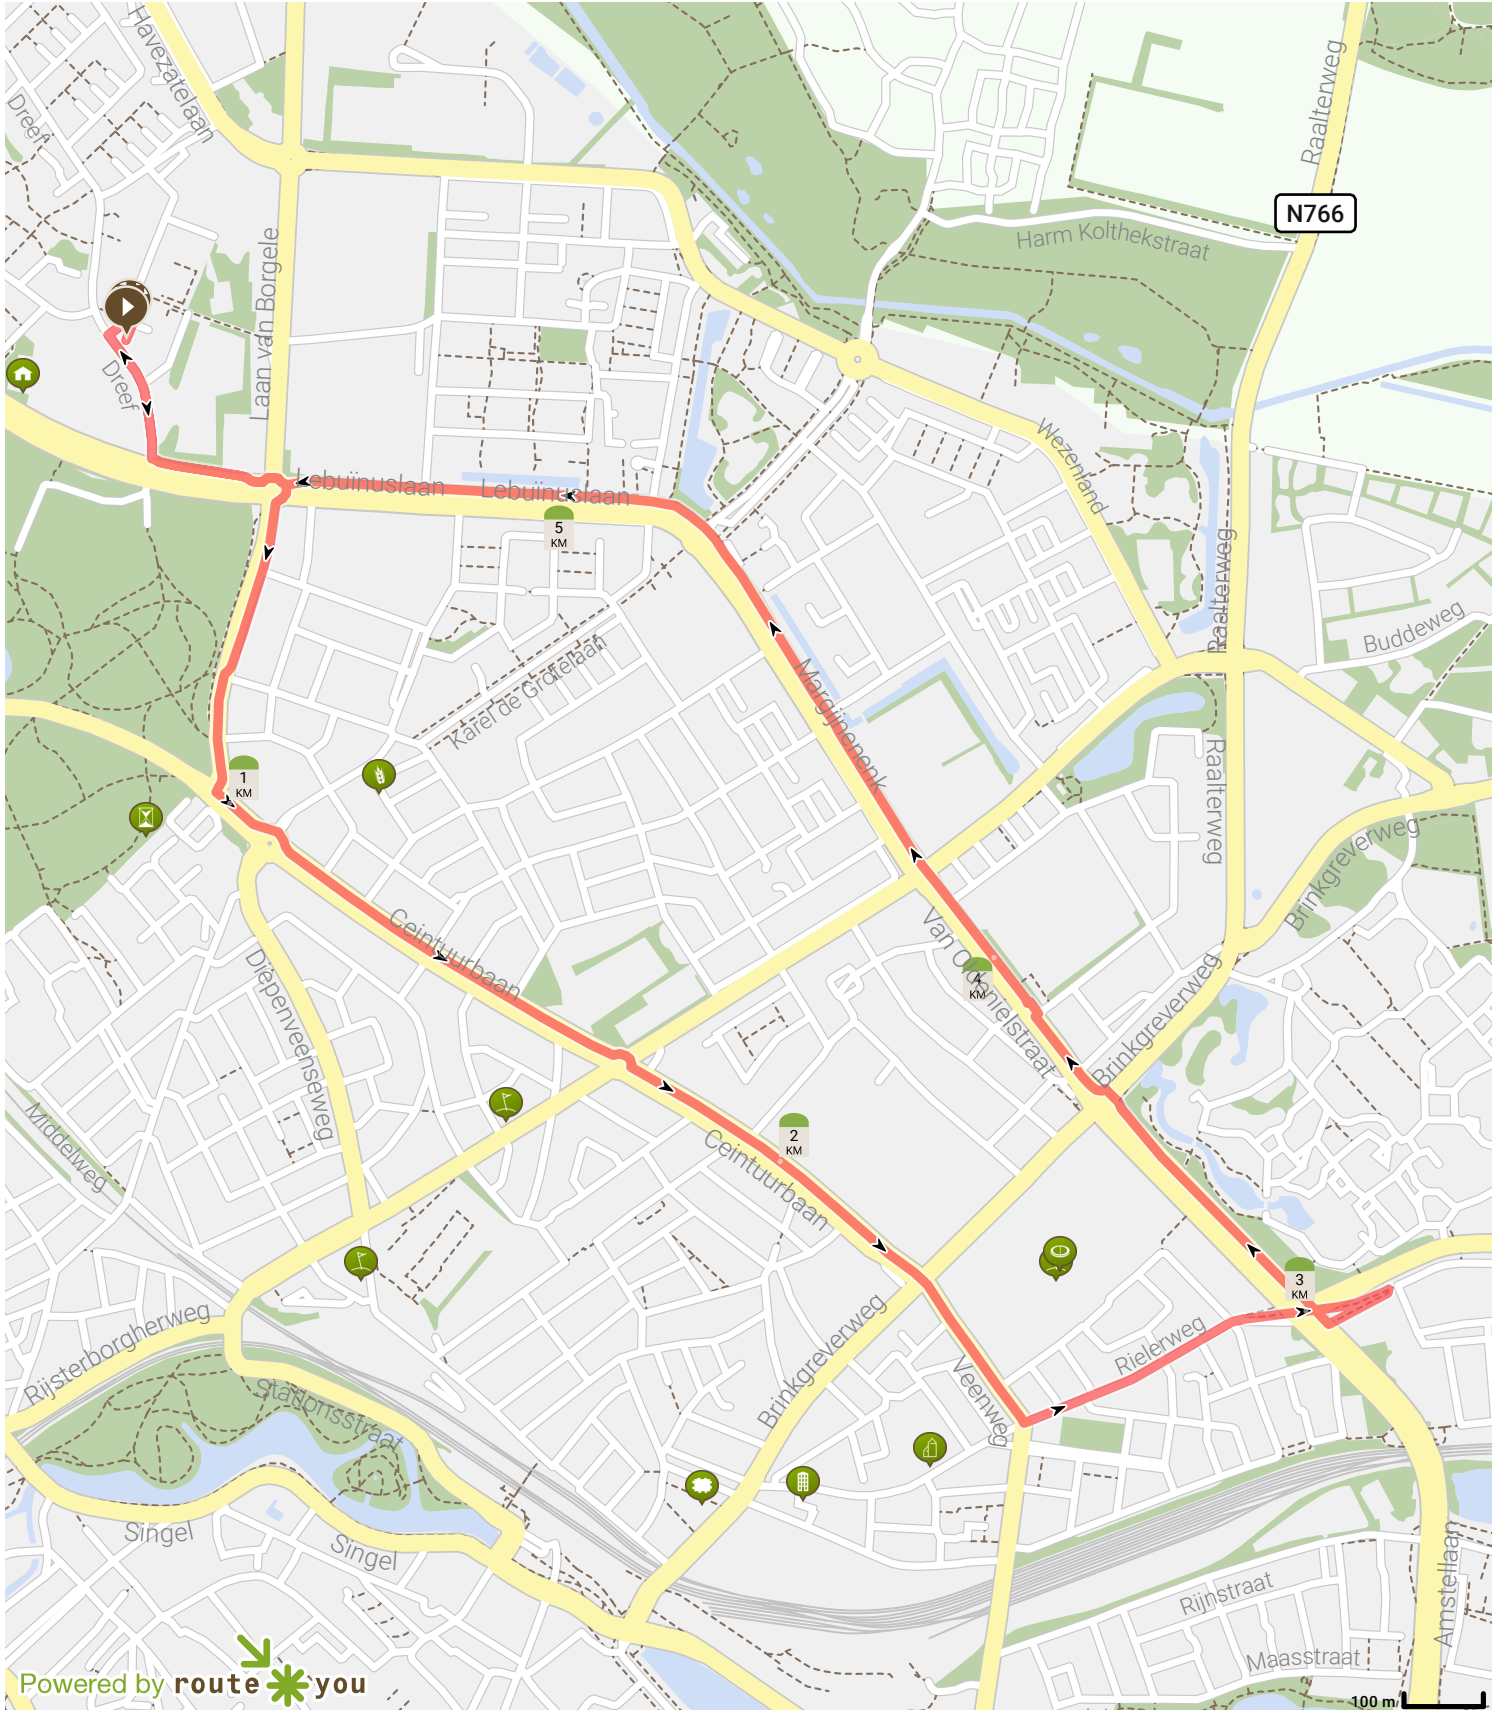 Havezatelaan
Dreef
Raalterweg
N766
Harm Kolthekstraat
Laan van Borgele
Dreef
Wezenland
Lebuïnuslaan
Lebuïnuslaan
5
KM
Raalterweg
Buddeweg
Karel de Grotelaan
Margijnenenk
1
KM
Raalterweg
Brinkgreverweg
Ceintuurbaan
Van Oldenielstraat
4
KM
Diepenveenseweg
Brinkgreverweg
Middelweg
2
KM
Ceintuurbaan
3
KM
Rijsterborgherweg
Brinkgreverweg
Rielerweg
Veenweg
Stationsstraat
Singel
Singel
Rijnstraat
Amstellaan
Maasstraat
Powered by route you
100 m